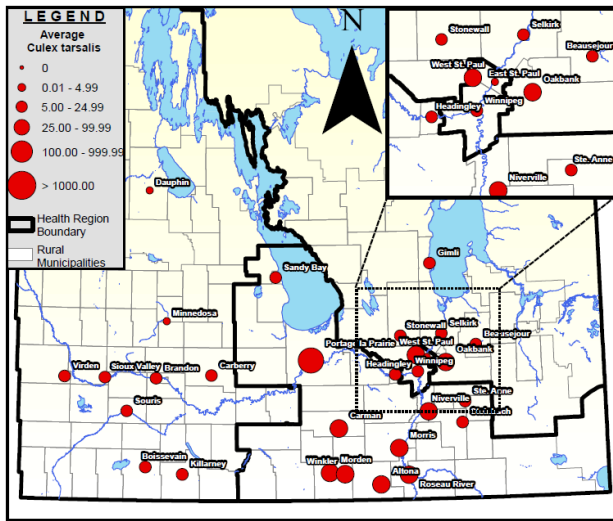 LEGEND
Average
Culex tarsalis
0
0.01 - 4.99
5.00 - 24.99
25.00 - 99.99
100.00 - 999.99
> 1000.00
Health Region
Boundary
Rural
Municipalities
N
Stonewall
Selkirk
Beausejour
West St. Paul
East St. Paul
Oakbank
Headingley
Winnipeg
Ste. Anne
Niverville
Dauphin
Gimli
Sandy Bay
Minnedosa
Stonewall
Selkirk
Portage la Prairie
West St. Paul
Beausejour
Oakbank
Headingley
Winnipeg
Virden
Sioux Valley
Brandon
Carberry
Souris
Niverville
Ste. Anne
Carman
Morris
Boissevain
Killarney
Winkler
Morden
Altona
Roseau River